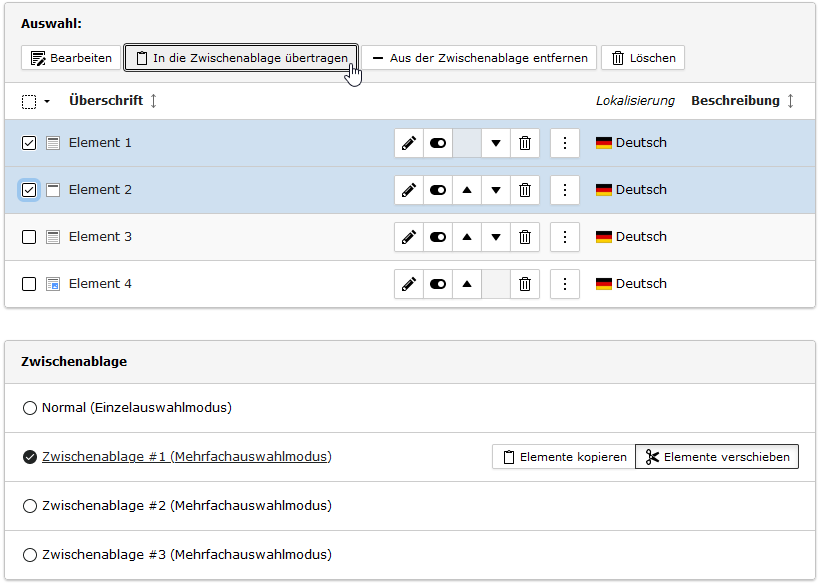 Auswahl:
Bearbeiten In die Zwischenablage übertragen Aus der Zwischenablage entfernen Löschen
Überschrift Lokalisierung Beschreibung
Element 1 Deutsch
Element 2 Deutsch
Element 3 Deutsch
Element 4 Deutsch
Zwischenablage
Normal (Einzelauswahlmodus)
Zwischenablage #1 (Mehrfachauswahlmodus) Elemente kopieren Elemente verschieben
Zwischenablage #2 (Mehrfachauswahlmodus)
Zwischenablage #3 (Mehrfachauswahlmodus)